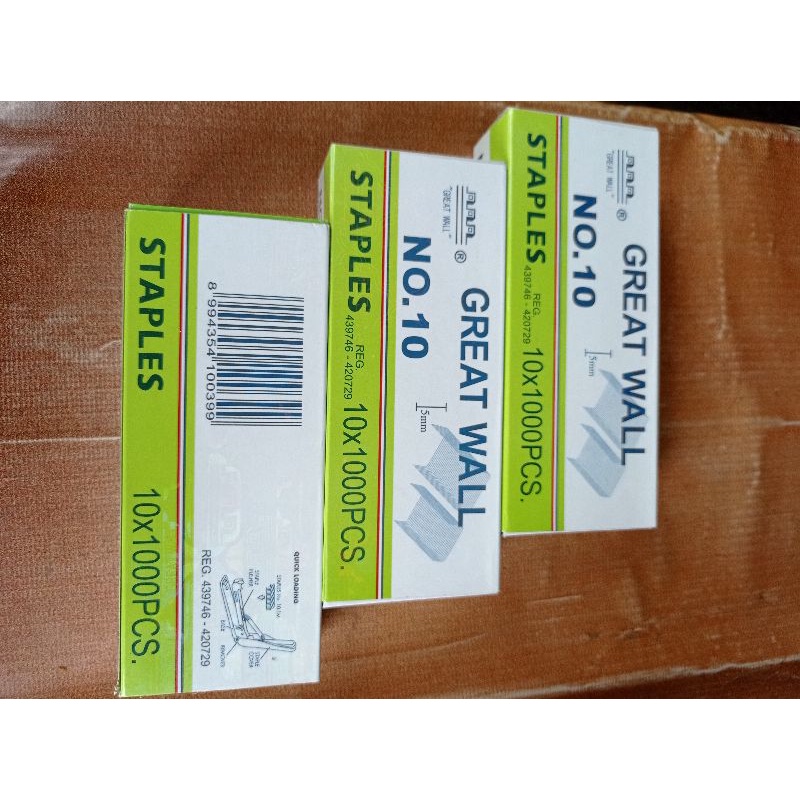 8 994354 100399
STAPLES 10x1000PCS.
QUICK LOADING
REG. 439746 - 420729
GREAT WALL
"GREAT WALL" ®
NO.10
5mm
REG.
439746 - 420729
STAPLES 10x1000PCS.
GREAT WALL
"GREAT WALL" ®
NO.10
5mm
REG.
439746 - 420729
STAPLES 10x1000PCS.